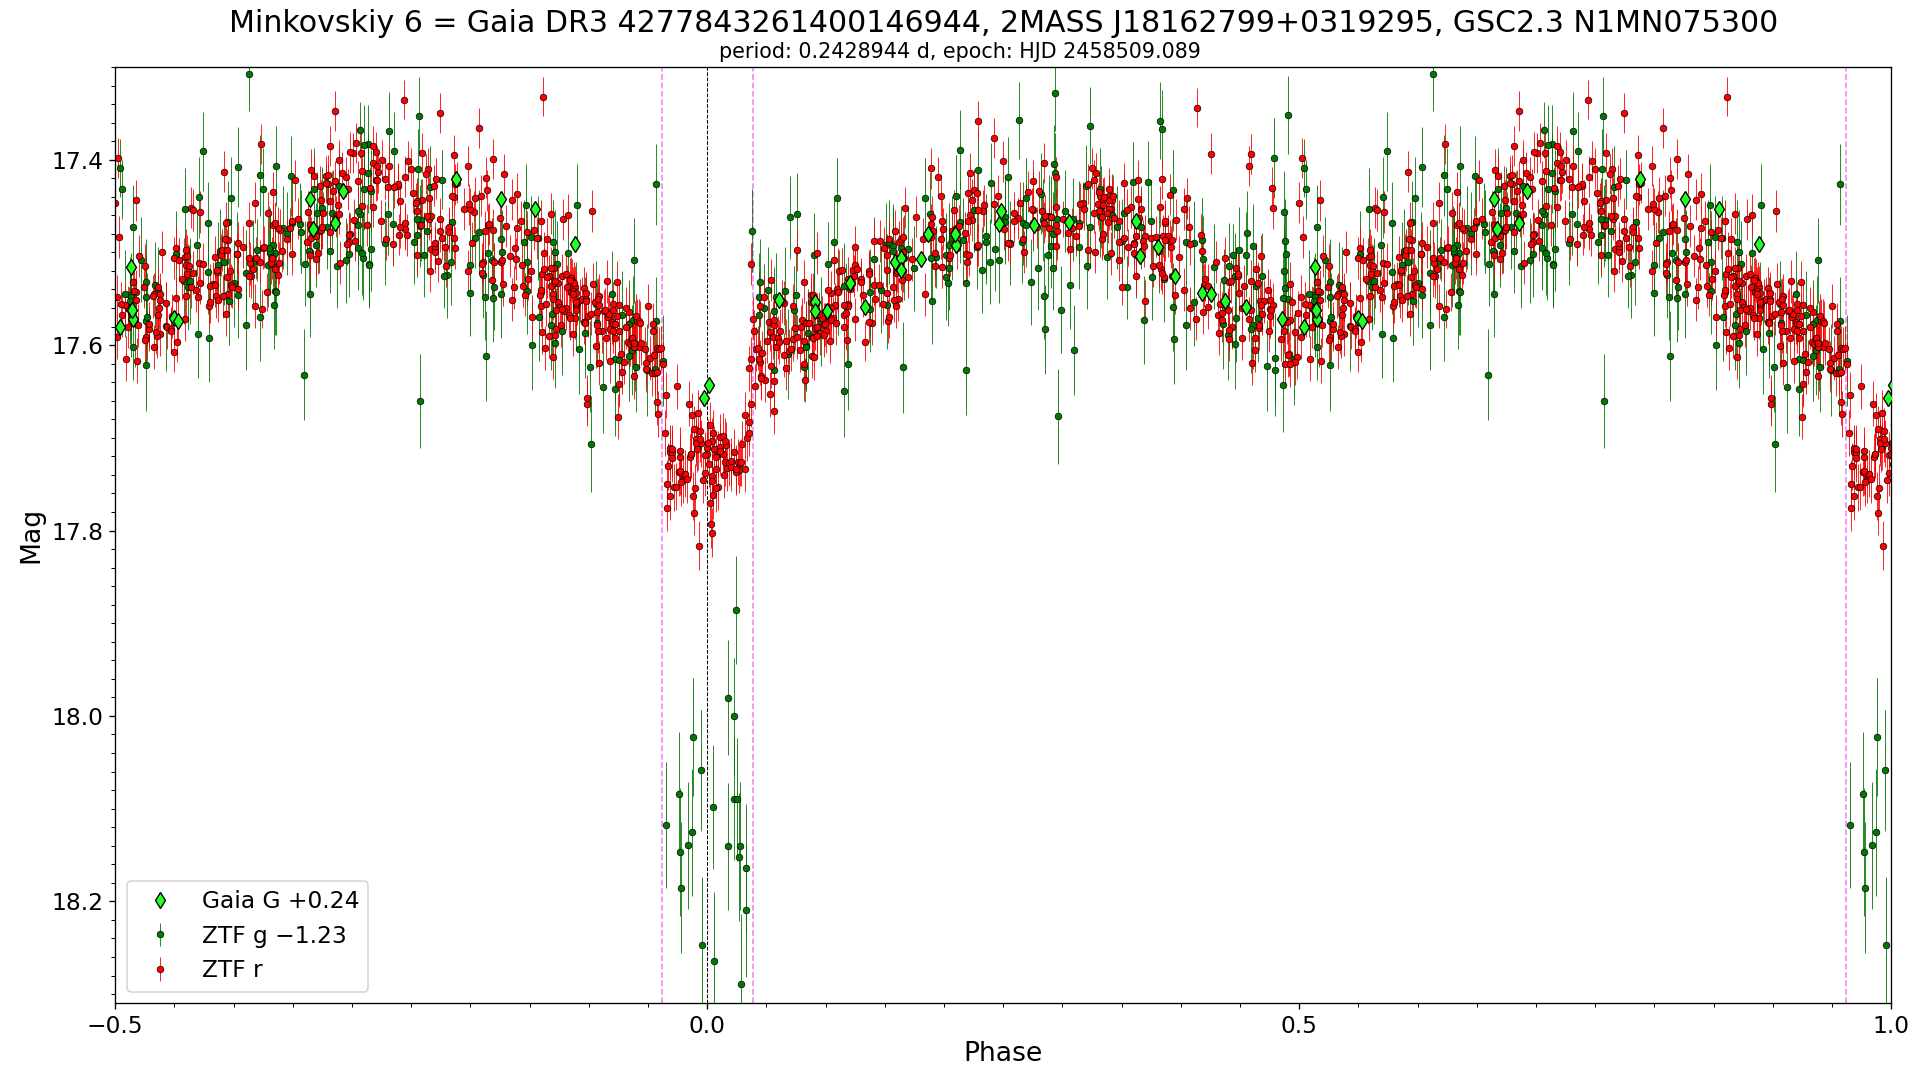 Minkovskiy 6 = Gaia DR3 4277843261400146944, 2MASS J18162799+0319295, GSC2.3 N1MN075300
period: 0.2428944 d, epoch: HJD 2458509.089
17.4
17.6
17.8
18.0
18.2
Mag
Gaia G +0.24
ZTF g −1.23
ZTF r
−0.5
0.0
0.5
1.0
Phase